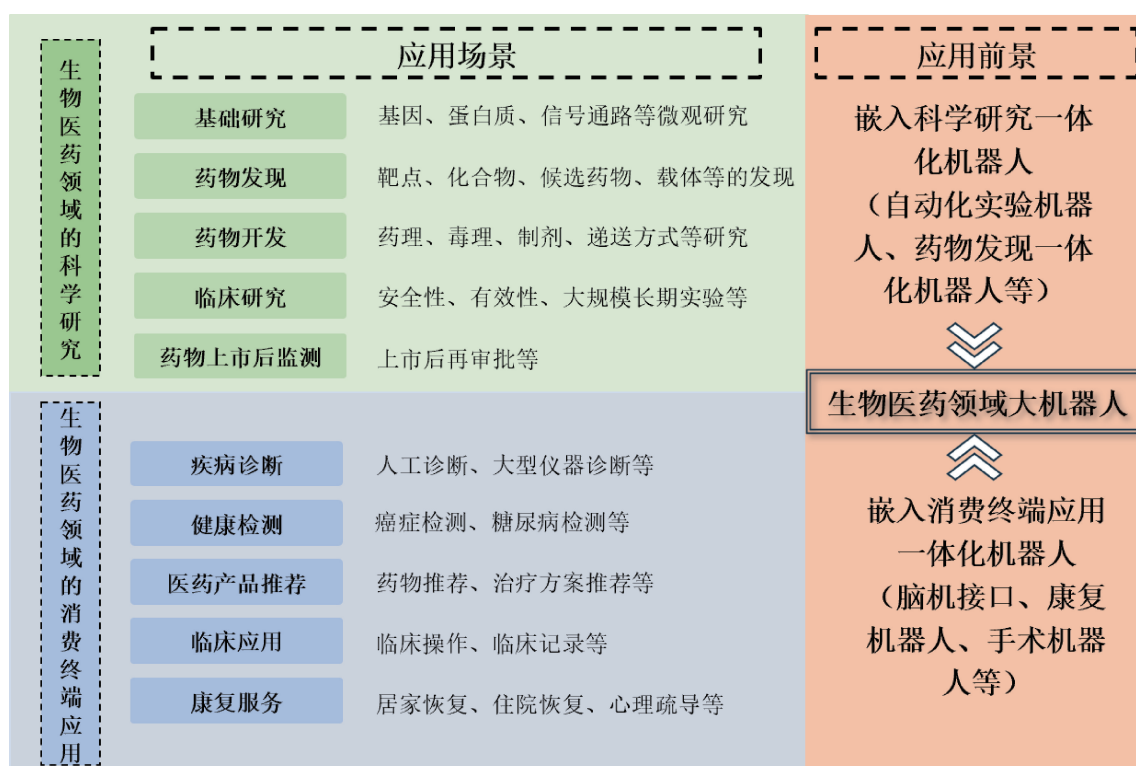 生物医药领域的科学研究
应用场景
基础研究 基因、蛋白质、信号通路等微观研究
药物发现 靶点、化合物、候选药物、载体等的发现
药物开发 药理、毒理、制剂、递送方式等研究
临床研究 安全性、有效性、大规模长期实验等
药物上市后监测 上市后再审批等
生物医药领域的消费终端应用
疾病诊断 人工诊断、大型仪器诊断等
健康检测 癌症检测、糖尿病检测等
医药产品推荐 药物推荐、治疗方案推荐等
临床应用 临床操作、临床记录等
康复服务 居家恢复、住院恢复、心理疏导等
应用前景
嵌入科学研究一体
化机器人
（自动化实验机器
人、药物发现一体
化机器人等）
生物医药领域大机器人
嵌入消费终端应用
一体化机器人
（脑机接口、康复
机器人、手术机器
人等）